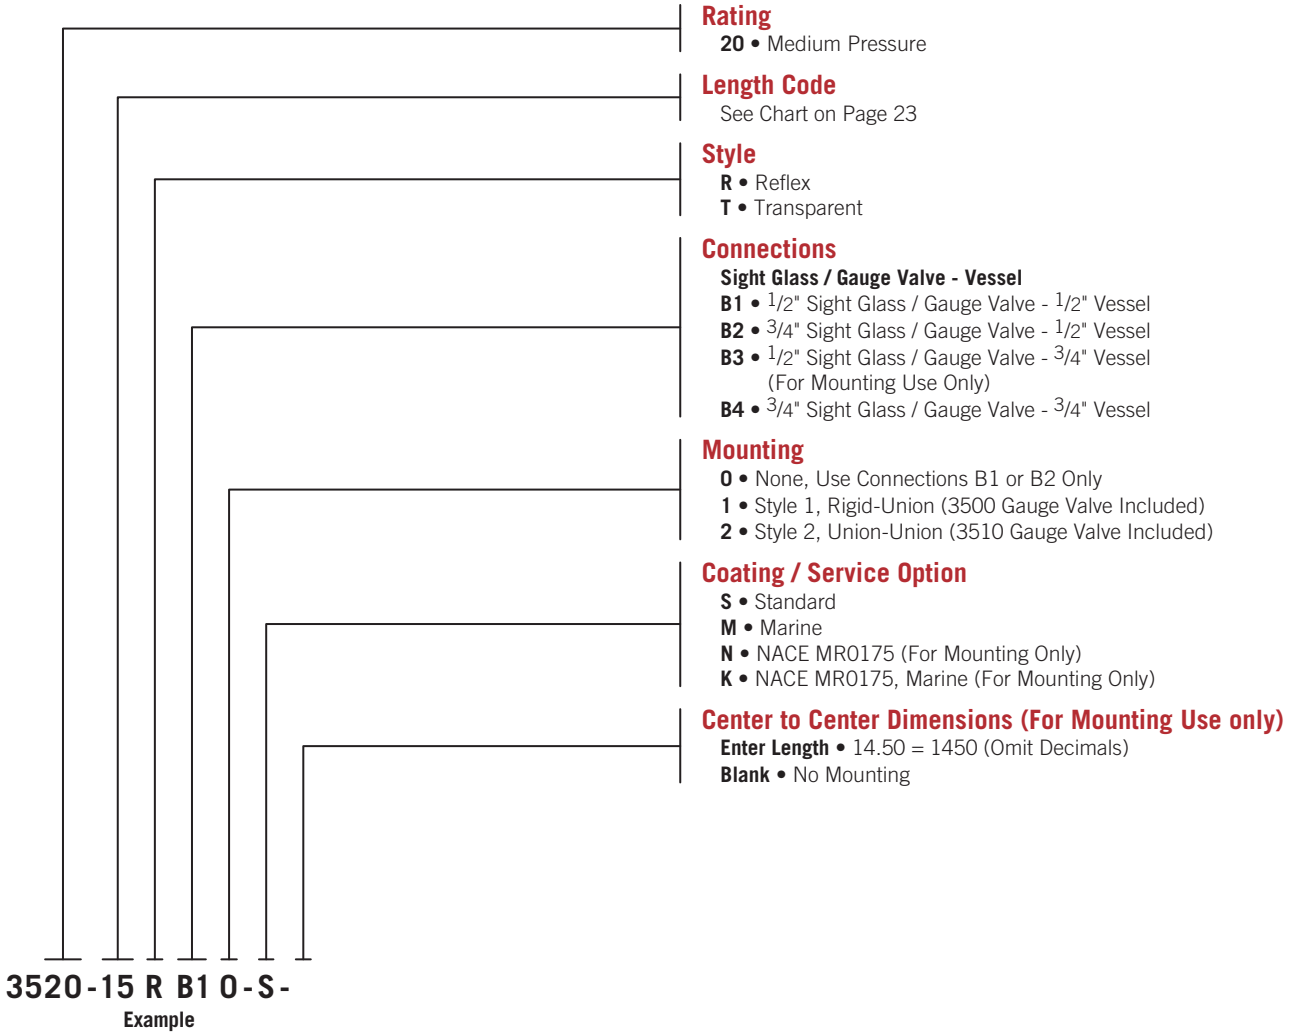 Rating
20 • Medium Pressure
Length Code
See Chart on Page 23
Style
R • Reflex
T • Transparent
Connections
Sight Glass / Gauge Valve - Vessel
B1 • 1/2" Sight Glass / Gauge Valve - 1/2" Vessel
B2 • 3/4" Sight Glass / Gauge Valve - 1/2" Vessel
B3 • 1/2" Sight Glass / Gauge Valve - 3/4" Vessel
(For Mounting Use Only)
B4 • 3/4" Sight Glass / Gauge Valve - 3/4" Vessel
Mounting
0 • None, Use Connections B1 or B2 Only
1 • Style 1, Rigid-Union (3500 Gauge Valve Included)
2 • Style 2, Union-Union (3510 Gauge Valve Included)
Coating / Service Option
S • Standard
M • Marine
N • NACE MR0175 (For Mounting Only)
K • NACE MR0175, Marine (For Mounting Only)
Center to Center Dimensions (For Mounting Use only)
Enter Length • 14.50 = 1450 (Omit Decimals)
Blank • No Mounting
3520-15 R B1 0-S-
Example